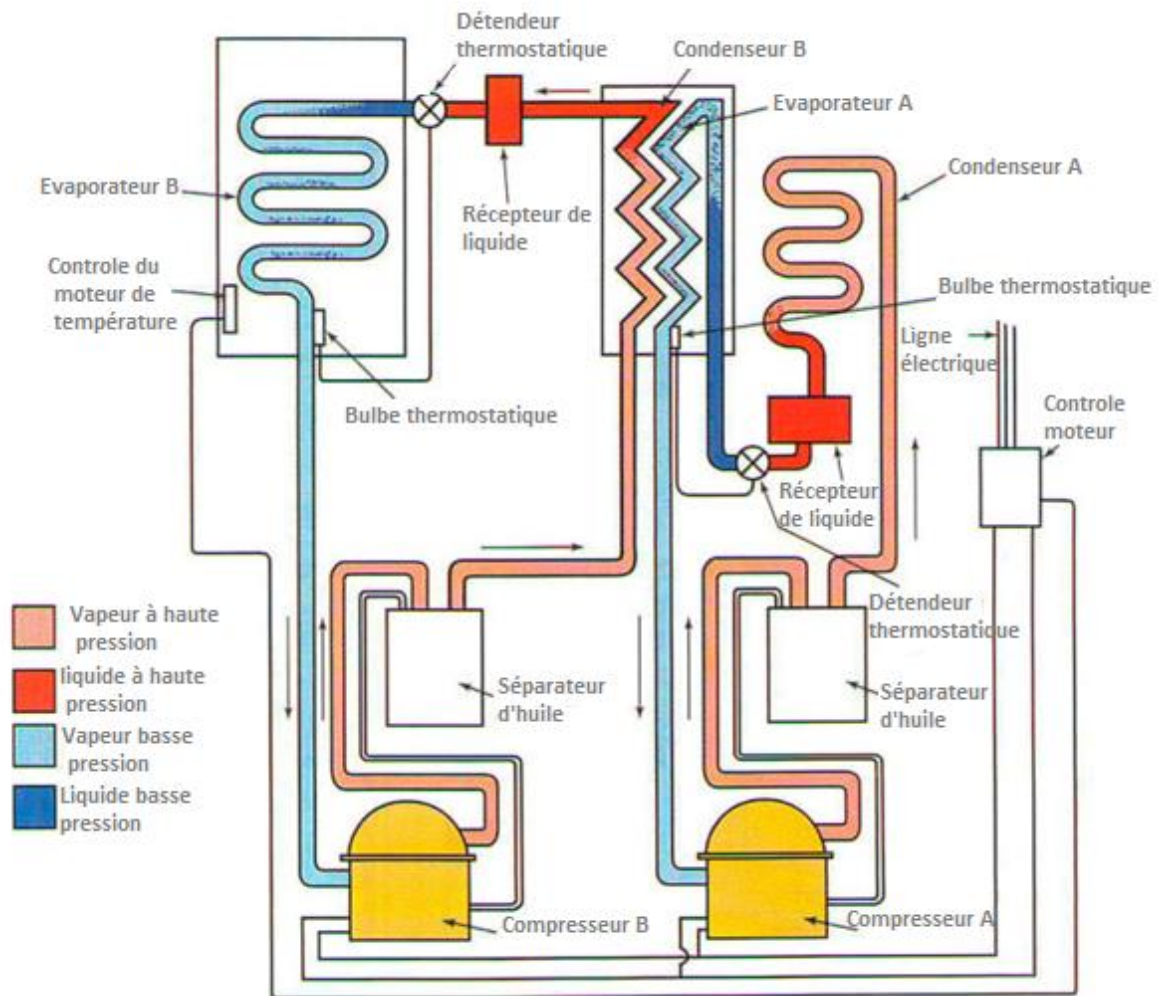 Détendeur
thermostatique
Condenseur B
Evaporateur A
Condenseur A
Evaporateur B
Récepteur de
liquide
Controle du
moteur de
température
Bulbe thermostatique
Ligne
électrique
Bulbe thermostatique
Controle
moteur
Récepteur
de liquide
Détendeur
thermostatique
Vapeur à haute
pression
liquide à haute
pression
Vapeur basse
pression
Liquide basse
pression
Séparateur
d'huile
Séparateur
d'huile
Compresseur B
Compresseur A